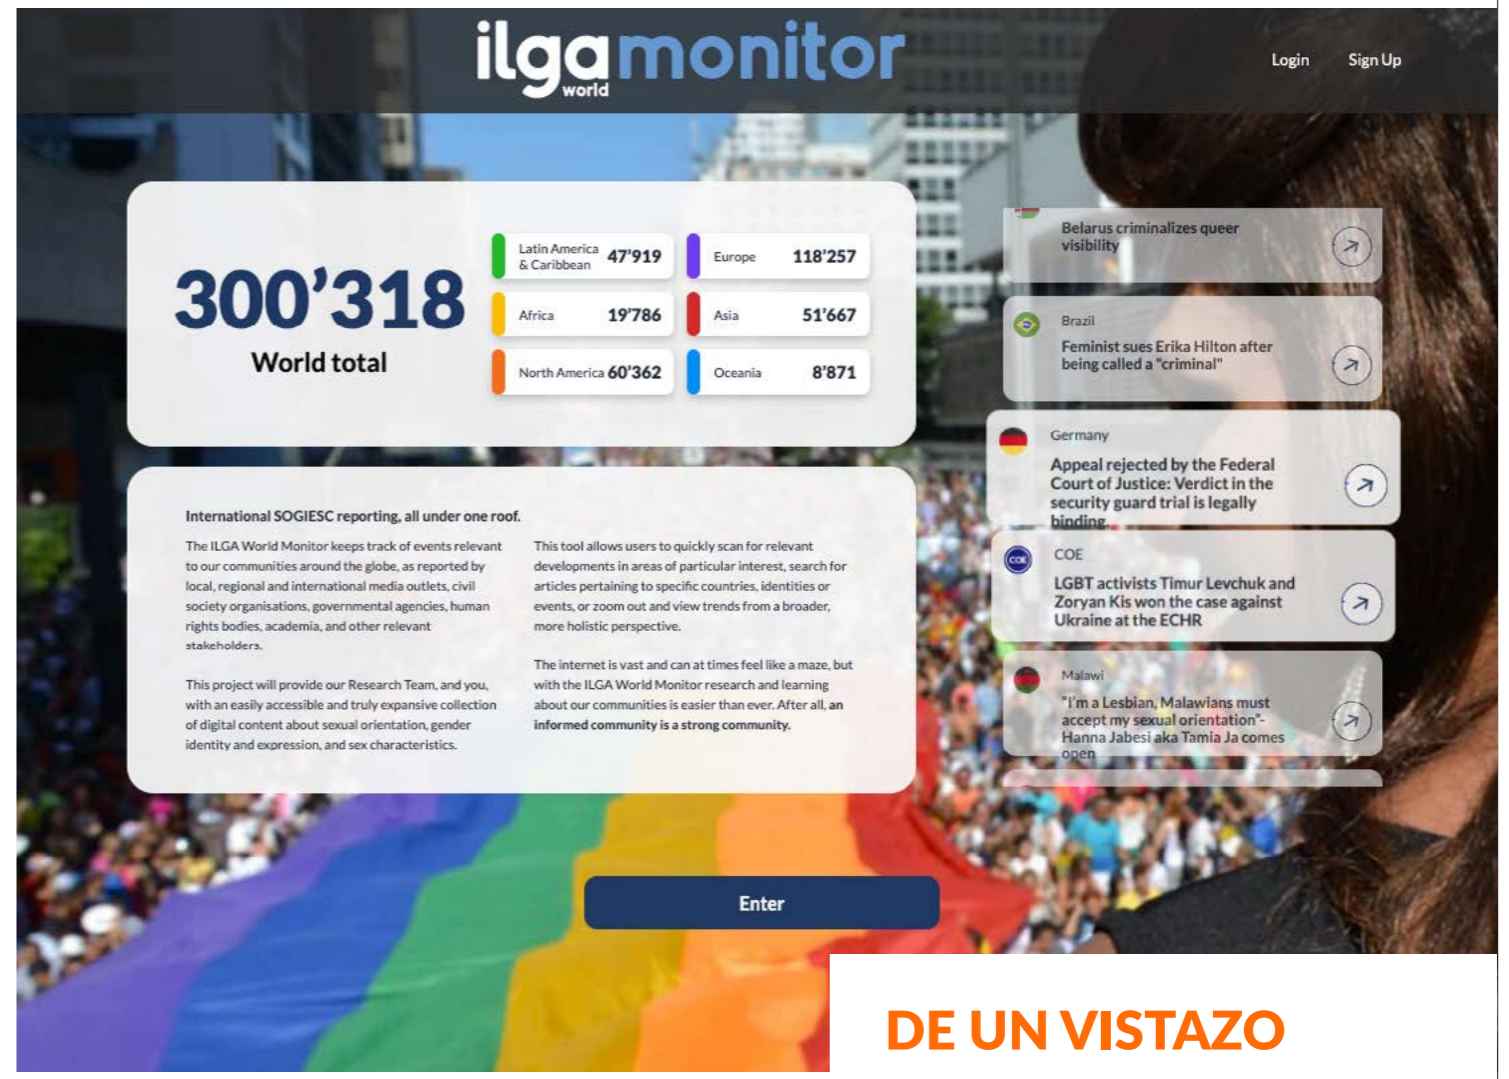 ilga monitor
world
Login
Sign Up
300’318
World total
Latin America
& Caribbean
47’919
Europe
118’257
Africa
19’786
Asia
51’667
North America
60’362
Oceania
8’871
International SOGIESC reporting, all under one roof.
The ILGA World Monitor keeps track of events relevant
to our communities around the globe, as reported by
local, regional and international media outlets, civil
society organisations, governmental agencies, human
rights bodies, academia, and other relevant
stakeholders.
This project will provide our Research Team, and you,
with an easily accessible and truly expansive collection
of digital content about sexual orientation, gender
identity and expression, and sex characteristics.
This tool allows users to quickly scan for relevant
developments in areas of particular interest, search for
articles pertaining to specific countries, identities or
events, or zoom out and view trends from a broader,
more holistic perspective.
The internet is vast and can at times feel like a maze, but
with the ILGA World Monitor research and learning
about our communities is easier than ever. After all, an
informed community is a strong community.
Belarus criminalizes queer
visibility
Brazil
Feminist sues Erika Hilton after
being called a "criminal"
Germany
Appeal rejected by the Federal
Court of Justice: Verdict in the
security guard trial is legally
binding.
COE
COE
LGBT activists Timur Levchuk and
Zoryan Kis won the case against
Ukraine at the ECHR
Malawi
"I'm a Lesbian, Malawians must
accept my sexual orientation"-
Hanna Jabesi aka Tamia Ja comes
open
Enter
DE UN VISTAZO